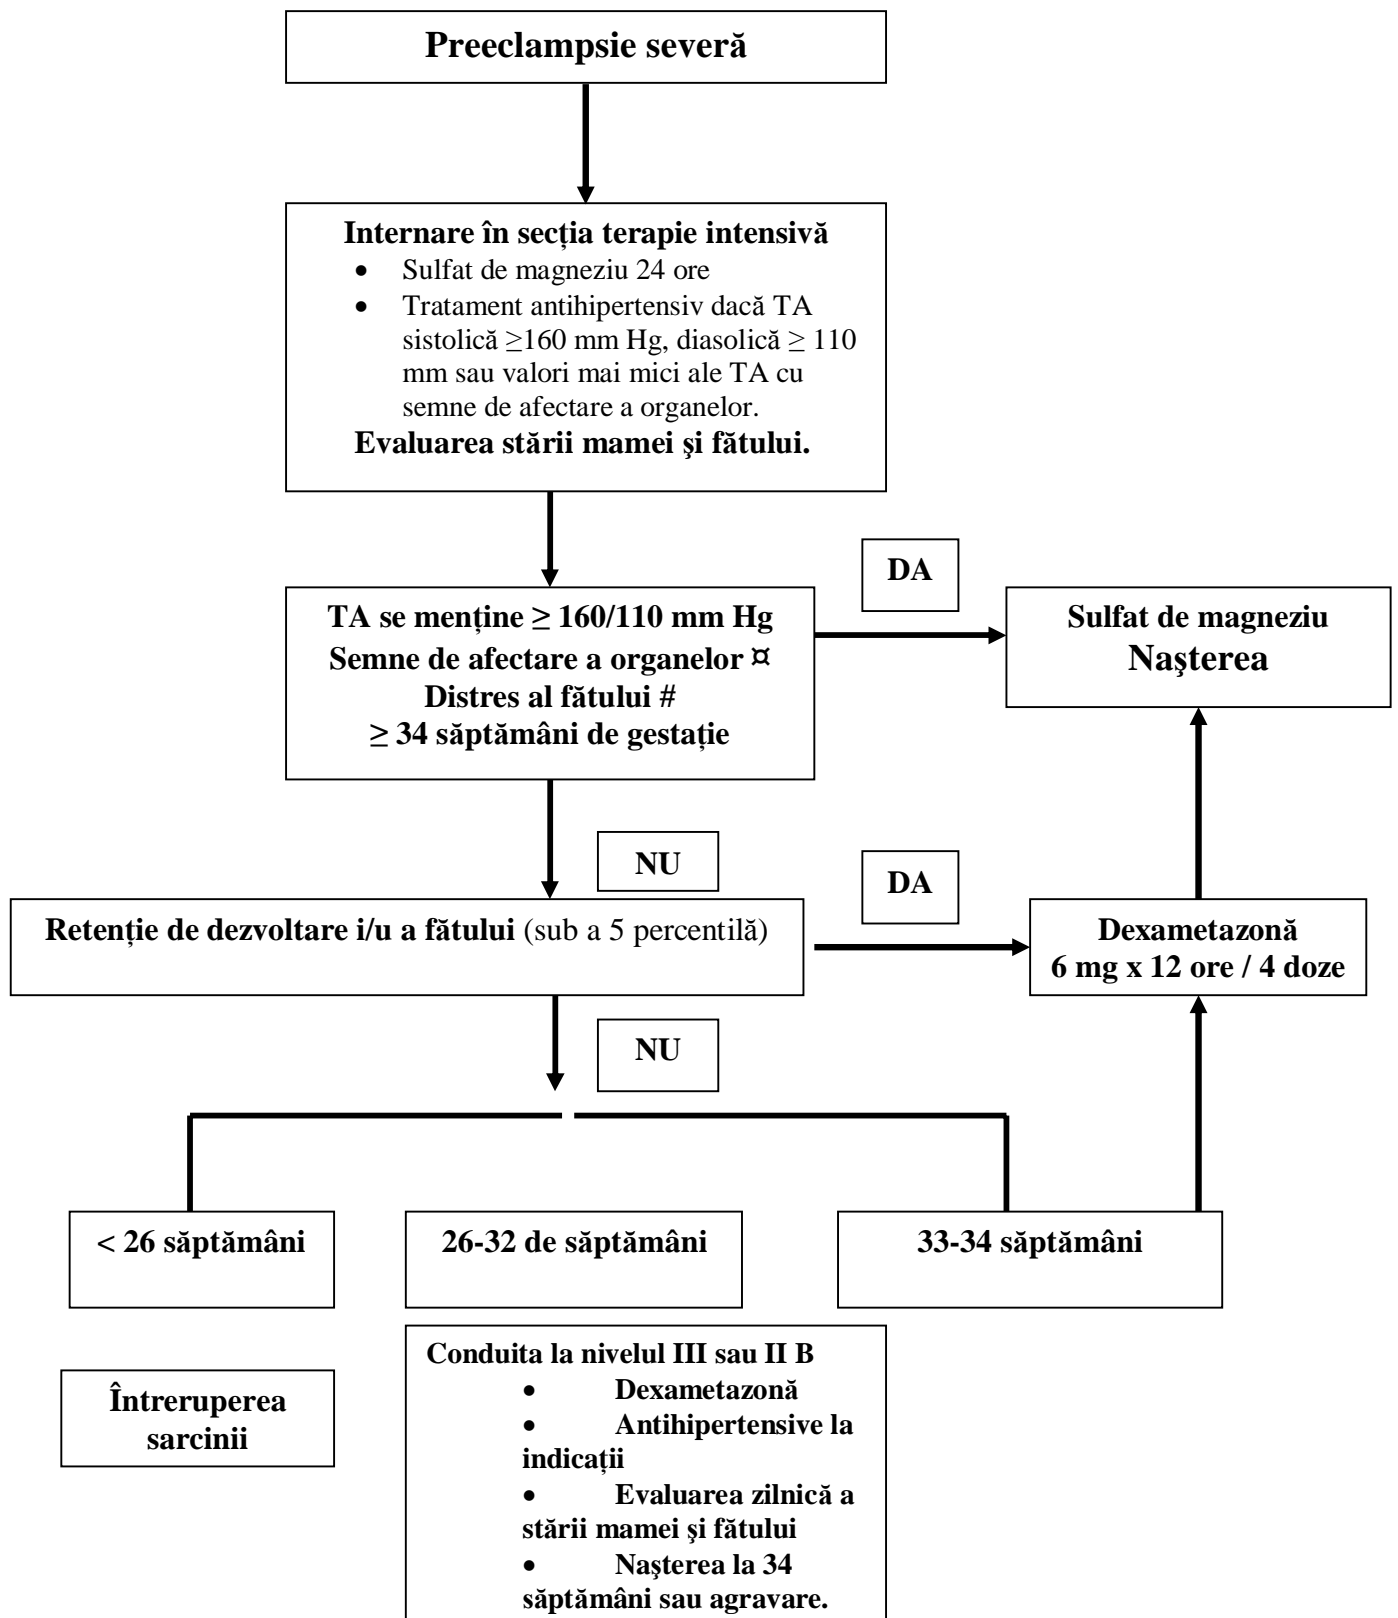 Preeclampsie severă
Internare în secția terapie intensivă
• Sulfat de magneziu 24 ore
• Tratament antihipertensiv dacă TA
sistolică ≥160 mm Hg, diasolică ≥ 110
mm sau valori mai mici ale TA cu
semne de afectare a organelor.
Evaluarea stării mamei şi fătului.
DA
TA se menține ≥ 160/110 mm Hg
Semne de afectare a organelor ¤
Distres al fătului #
≥ 34 săptămâni de gestație
Sulfat de magneziu
Naşterea
NU
DA
Retenție de dezvoltare i/u a fătului (sub a 5 percentilă)
Dexametazonă
6 mg x 12 ore / 4 doze
NU
< 26 săptămâni
26-32 de săptămâni
33-34 săptămâni
Întreruperea
sarcinii
Conduita la nivelul III sau II B
• Dexametazonă
• Antihipertensive la
indicații
• Evaluarea zilnică a
stării mamei şi fătului
• Naşterea la 34
săptămâni sau agravare.